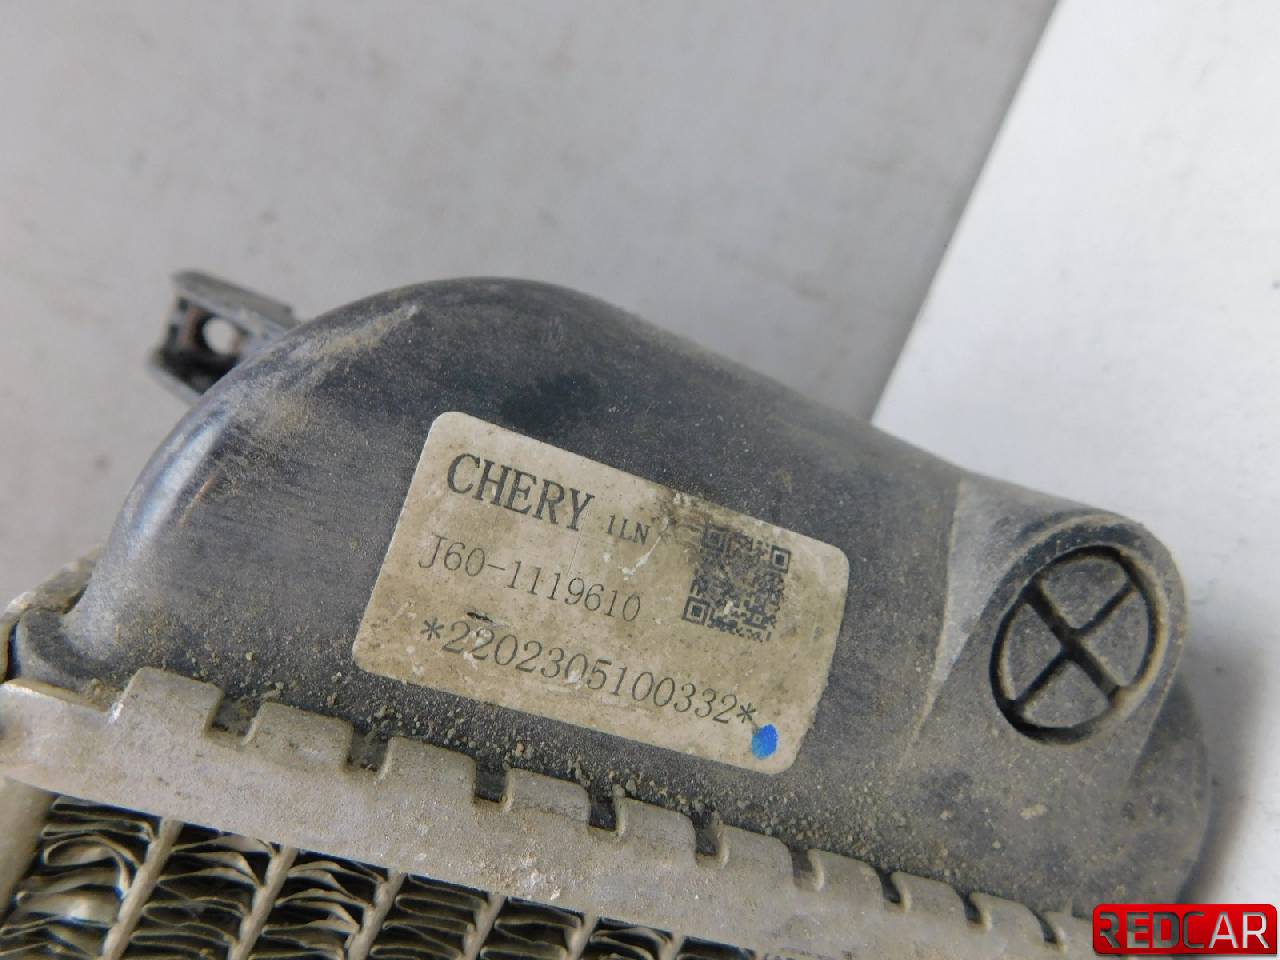 CHERY 1LN
J60-1119610
*2202305100332*
REDCAR